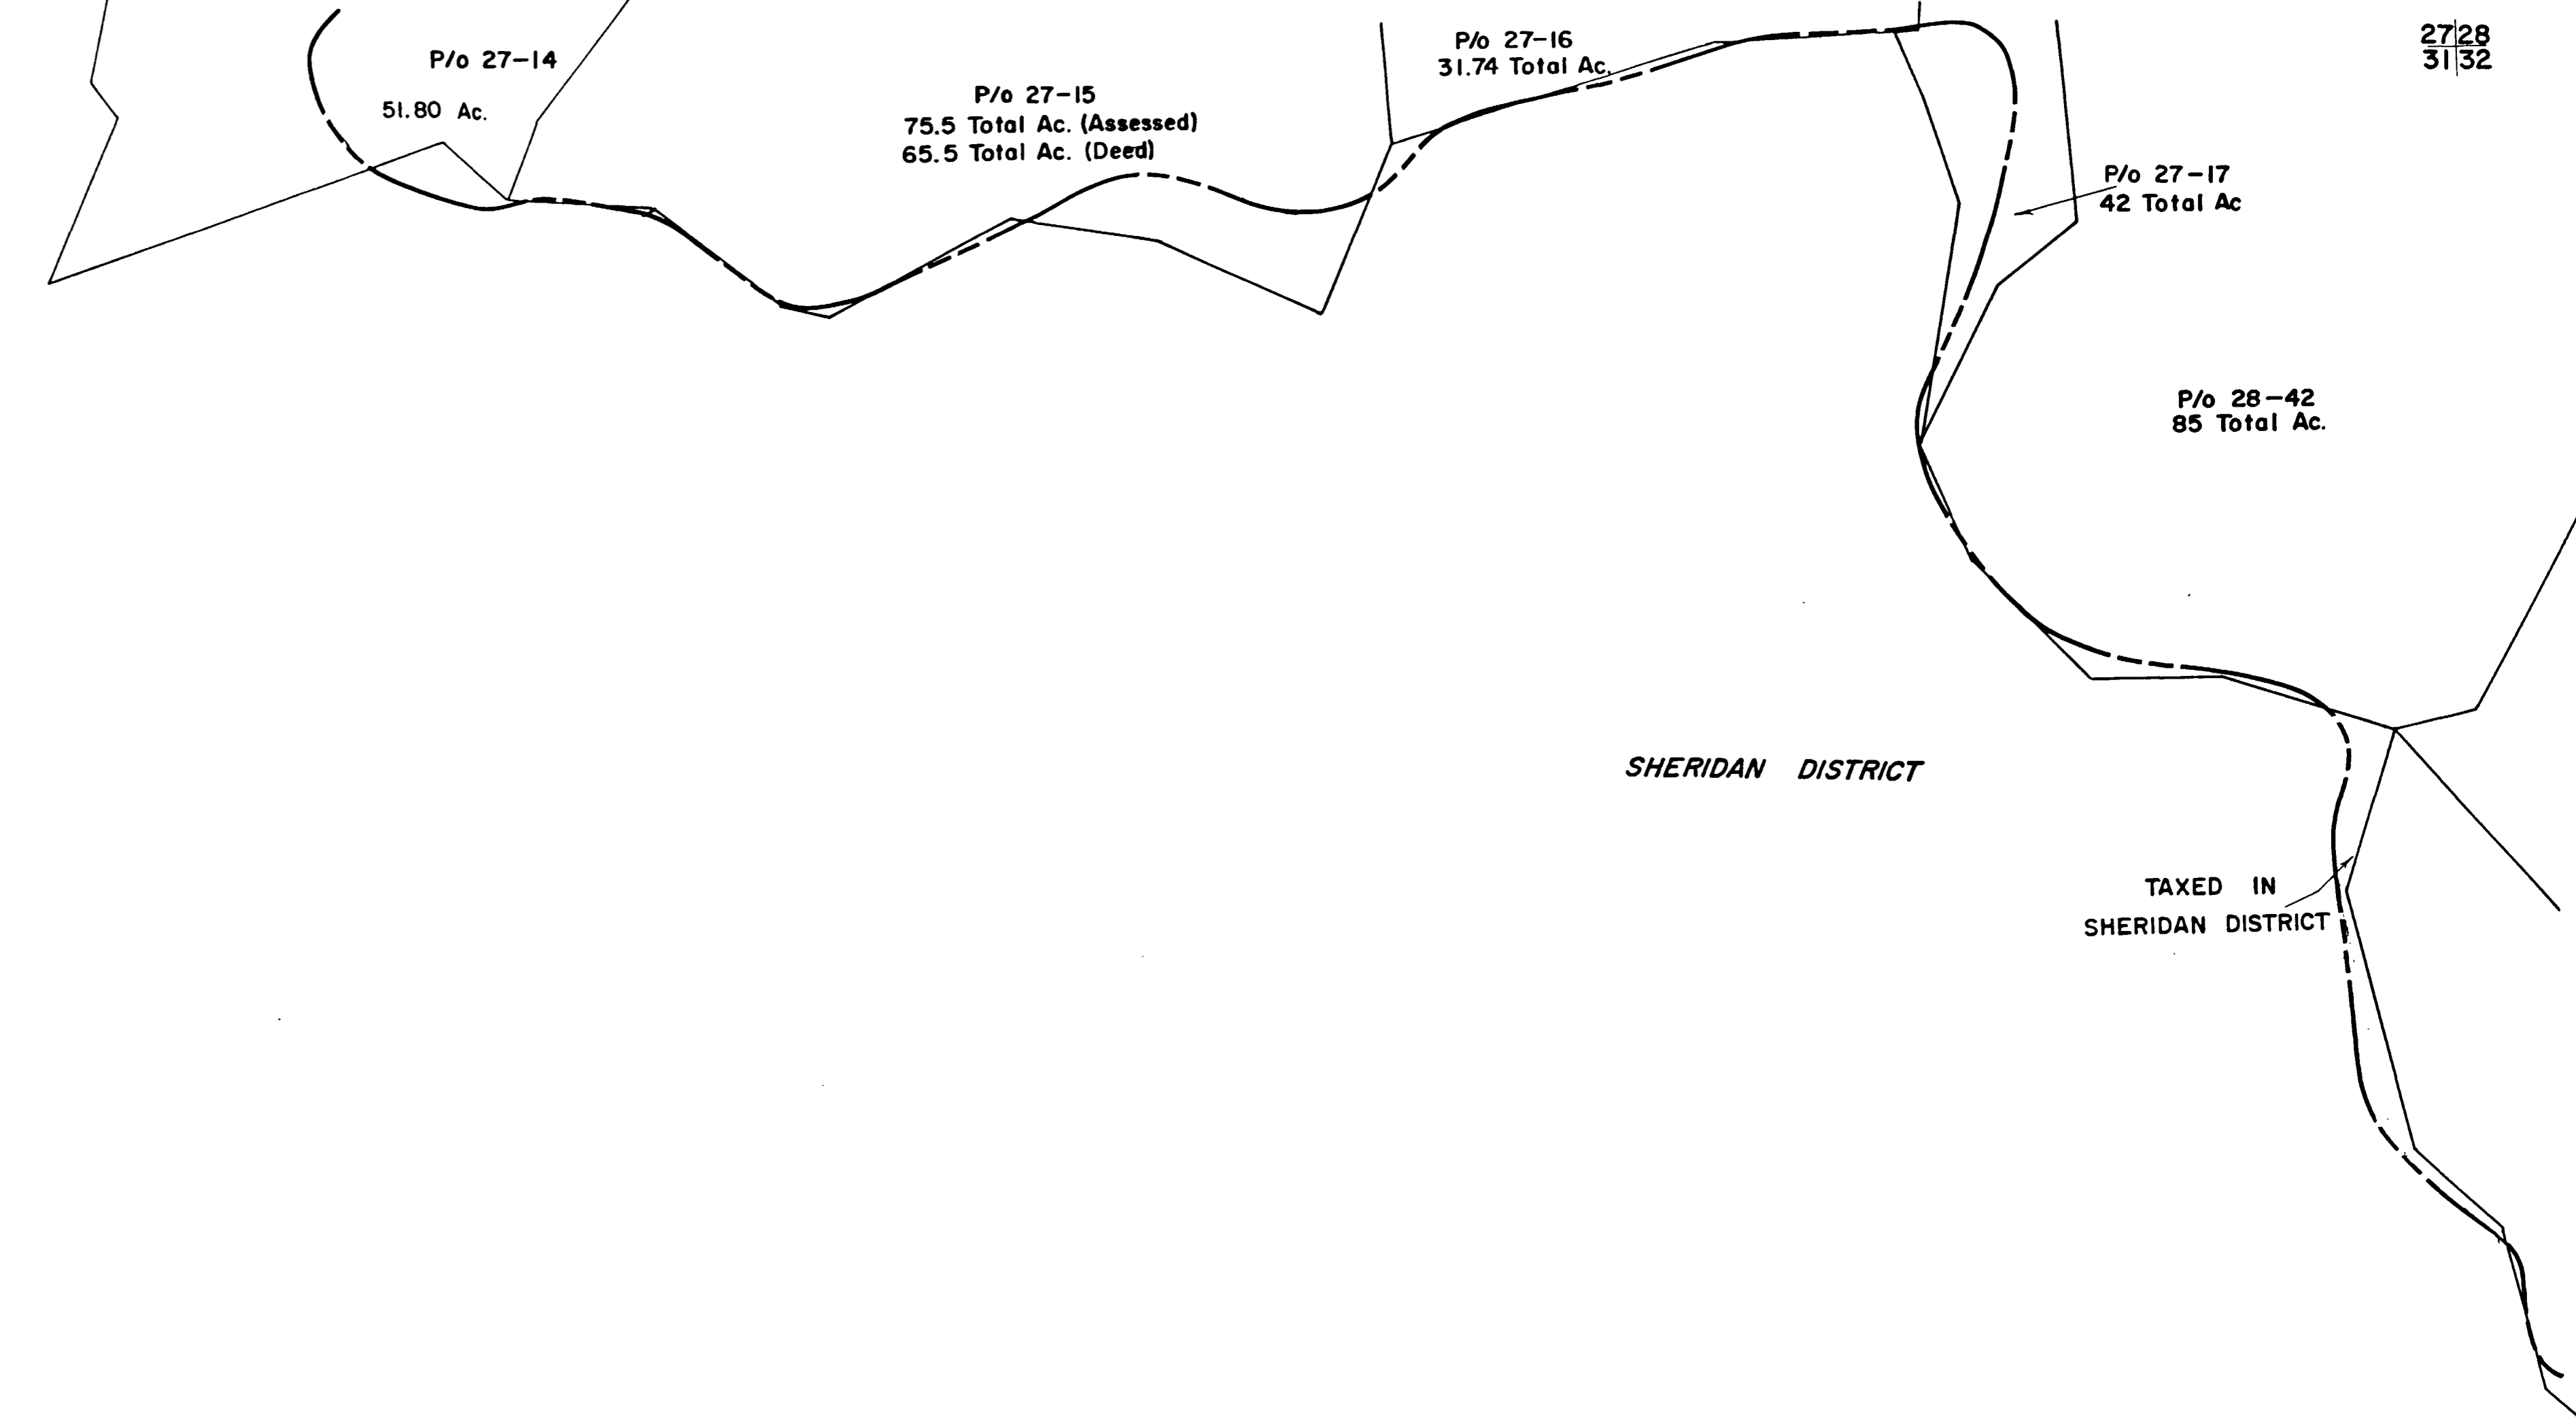 P/o 27-14
51.80 Ac.
P/o 27-15
75.5 Total Ac. (Assessed)
65.5 Total Ac. (Deed)
P/o 27-16
31.74 Total Ac.
27 28
31 32
P/o 27-17
42 Total Ac
P/o 28-42
85 Total Ac.
SHERIDAN DISTRICT
TAXED IN
SHERIDAN DISTRICT